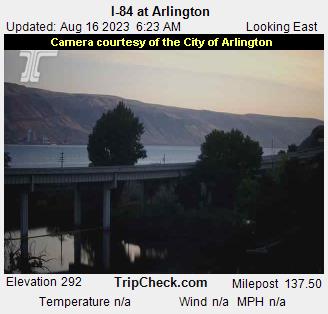 I-84 at Arlington
Updated: Aug 16 2023 6:23 AM Looking East
Camera courtesy of the City of Arlington
Elevation 292 TripCheck.com Milepost 137.50
Temperature n/a Wind n/a MPH n/a